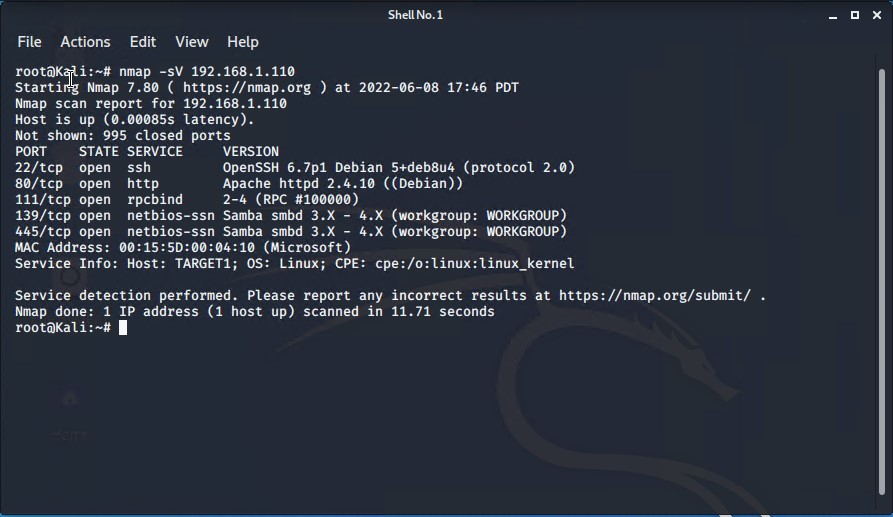 Shell No.1
File Actions Edit View Help
root@Kali:~# nmap -sV 192.168.1.110
Starting Nmap 7.80 ( https://nmap.org ) at 2022-06-08 17:46 PDT
Nmap scan report for 192.168.1.110
Host is up (0.00085s latency).
Not shown: 995 closed ports
PORT    STATE SERVICE     VERSION
22/tcp  open  ssh         OpenSSH 6.7p1 Debian 5+deb8u4 (protocol 2.0)
80/tcp  open  http        Apache httpd 2.4.10 ((Debian))
111/tcp open  rpcbind     2-4 (RPC #100000)
139/tcp open  netbios-ssn Samba smbd 3.X - 4.X (workgroup: WORKGROUP)
445/tcp open  netbios-ssn Samba smbd 3.X - 4.X (workgroup: WORKGROUP)
MAC Address: 00:15:5D:00:04:10 (Microsoft)
Service Info: Host: TARGET1; OS: Linux; CPE: cpe:/o:linux:linux_kernel
Service detection performed. Please report any incorrect results at https://nmap.org/submit/ .
Nmap done: 1 IP address (1 host up) scanned in 11.71 seconds
root@Kali:~#